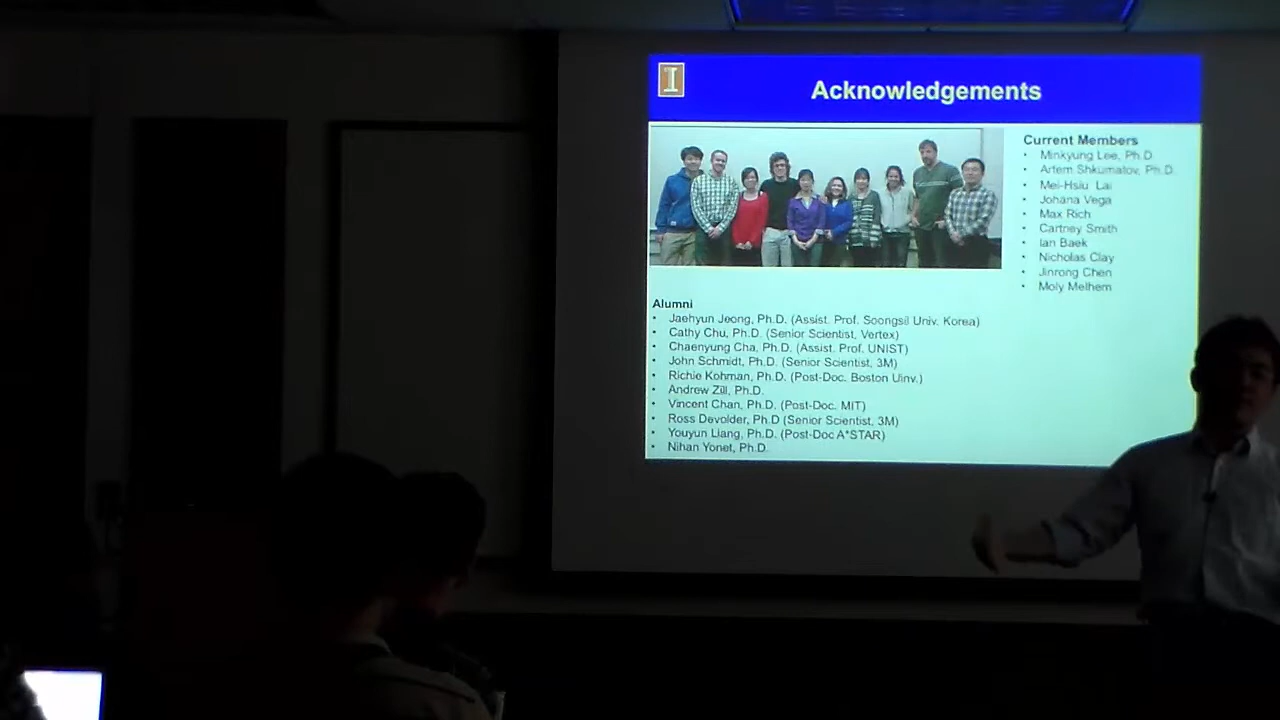 I
Acknowledgements
Current Members
• Minkyung Lee, Ph.D
• Artem Shkumatov, Ph.D.
• Mei-Hsiu Lai
• Johana Vega
• Max Rich
• Cartney Smith
• Ian Baek
• Nicholas Clay
• Jinrong Chen
• Moly Melhem
Alumni
• Jaehyun Jeong, Ph.D. (Assist. Prof. Soongsil Univ. Korea)
• Cathy Chu, Ph.D. (Senior Scientist, Vertex)
• Chaenyung Cha, Ph.D. (Assist. Prof. UNIST)
• John Schmidt, Ph.D. (Senior Scientist, 3M)
• Richie Kohman, Ph.D. (Post-Doc. Boston Uinv.)
• Andrew Zill, Ph.D.
• Vincent Chan, Ph.D. (Post-Doc. MIT)
• Ross Devolder, Ph.D (Senior Scientist, 3M)
• Youyun Liang, Ph.D. (Post-Doc A*STAR)
• Nihan Yonet, Ph.D.